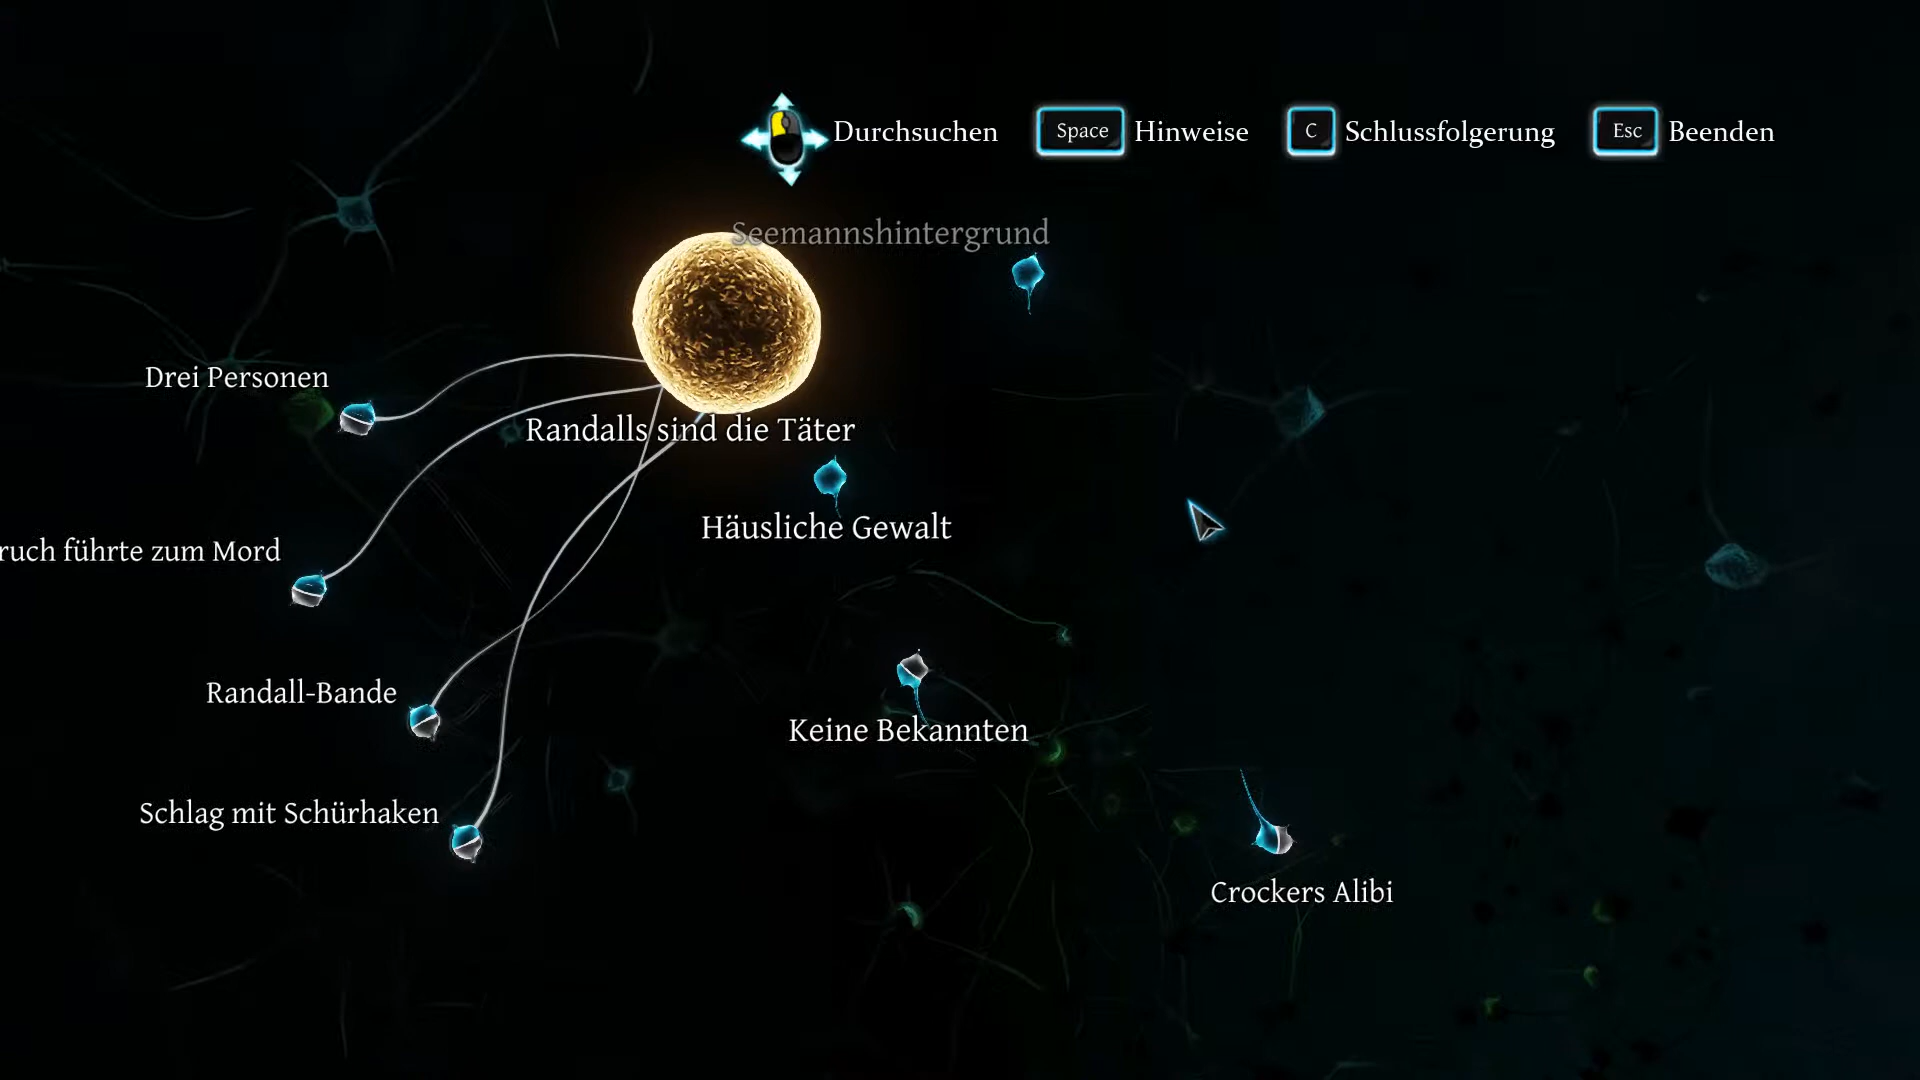 Durchsuchen
Space Hinweise
C Schlussfolgerung
Esc Beenden
Seemannshintergrund
Drei Personen
Randalls sind die Täter
Häusliche Gewalt
ruch führte zum Mord
Randall-Bande
Keine Bekannten
Schlag mit Schürhaken
Crockers Alibi